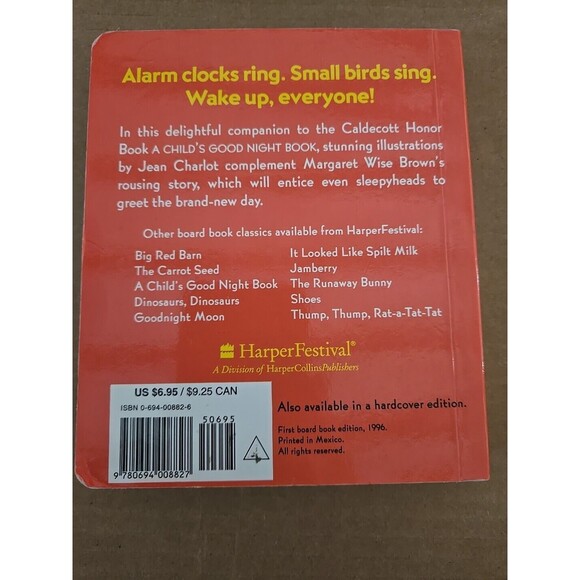 Alarm clocks ring. Small birds sing.
Wake up, everyone!
In this delightful companion to the Caldecott Honor
Book A CHILD'S GOOD NIGHT BOOK, stunning illustrations
by Jean Charlot complement Margaret Wise Brown's
rousing story, which will entice even sleepyheads to
greet the brand-new day.
Other board book classics available from HarperFestival:
Big Red Barn
The Carrot Seed
A Child's Good Night Book
Dinosaurs, Dinosaurs
Goodnight Moon
It Looked Like Spilt Milk
Jamberry
The Runaway Bunny
Shoes
Thump, Thump, Rat-a-Tat-Tat
HarperFestival®
A Division of HarperCollinsPublishers
US $6.95 / $9.25 CAN
ISBN 0-694-00882-6
50695
9 780694 008827
Also available in a hardcover edition.
First board book edition, 1996.
Printed in Mexico.
All rights reserved.